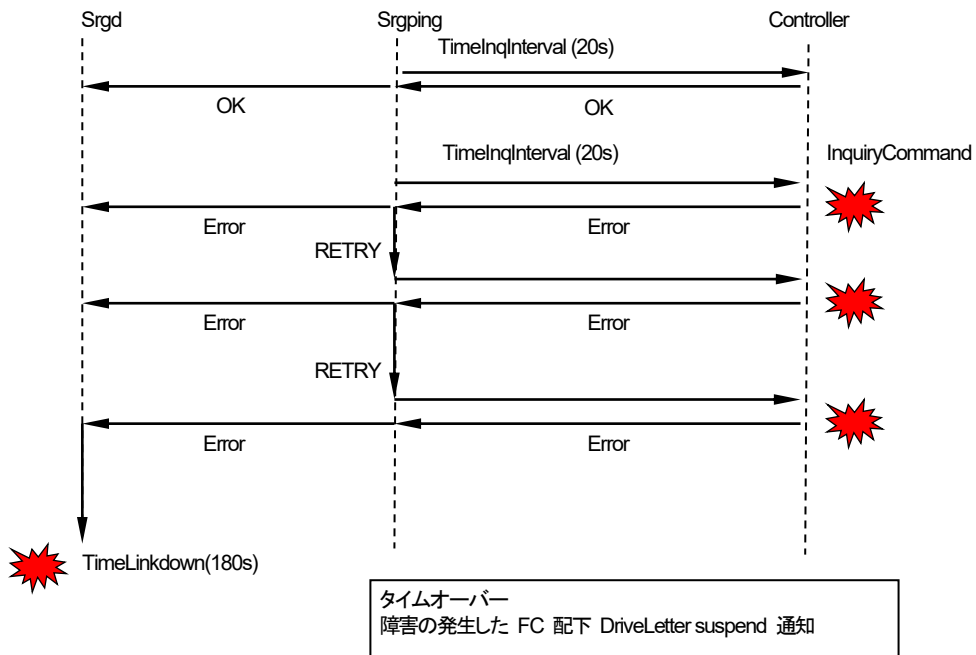 Srgd
Srgping
Controller
TimeInqInterval (20s)
OK
OK
TimeInqInterval (20s)
InquiryCommand
Error
Error
RETRY
Error
Error
RETRY
Error
Error
TimeLinkdown(180s)
タイムオーバー
障害の発生した FC 配下 DriveLetter suspend 通知